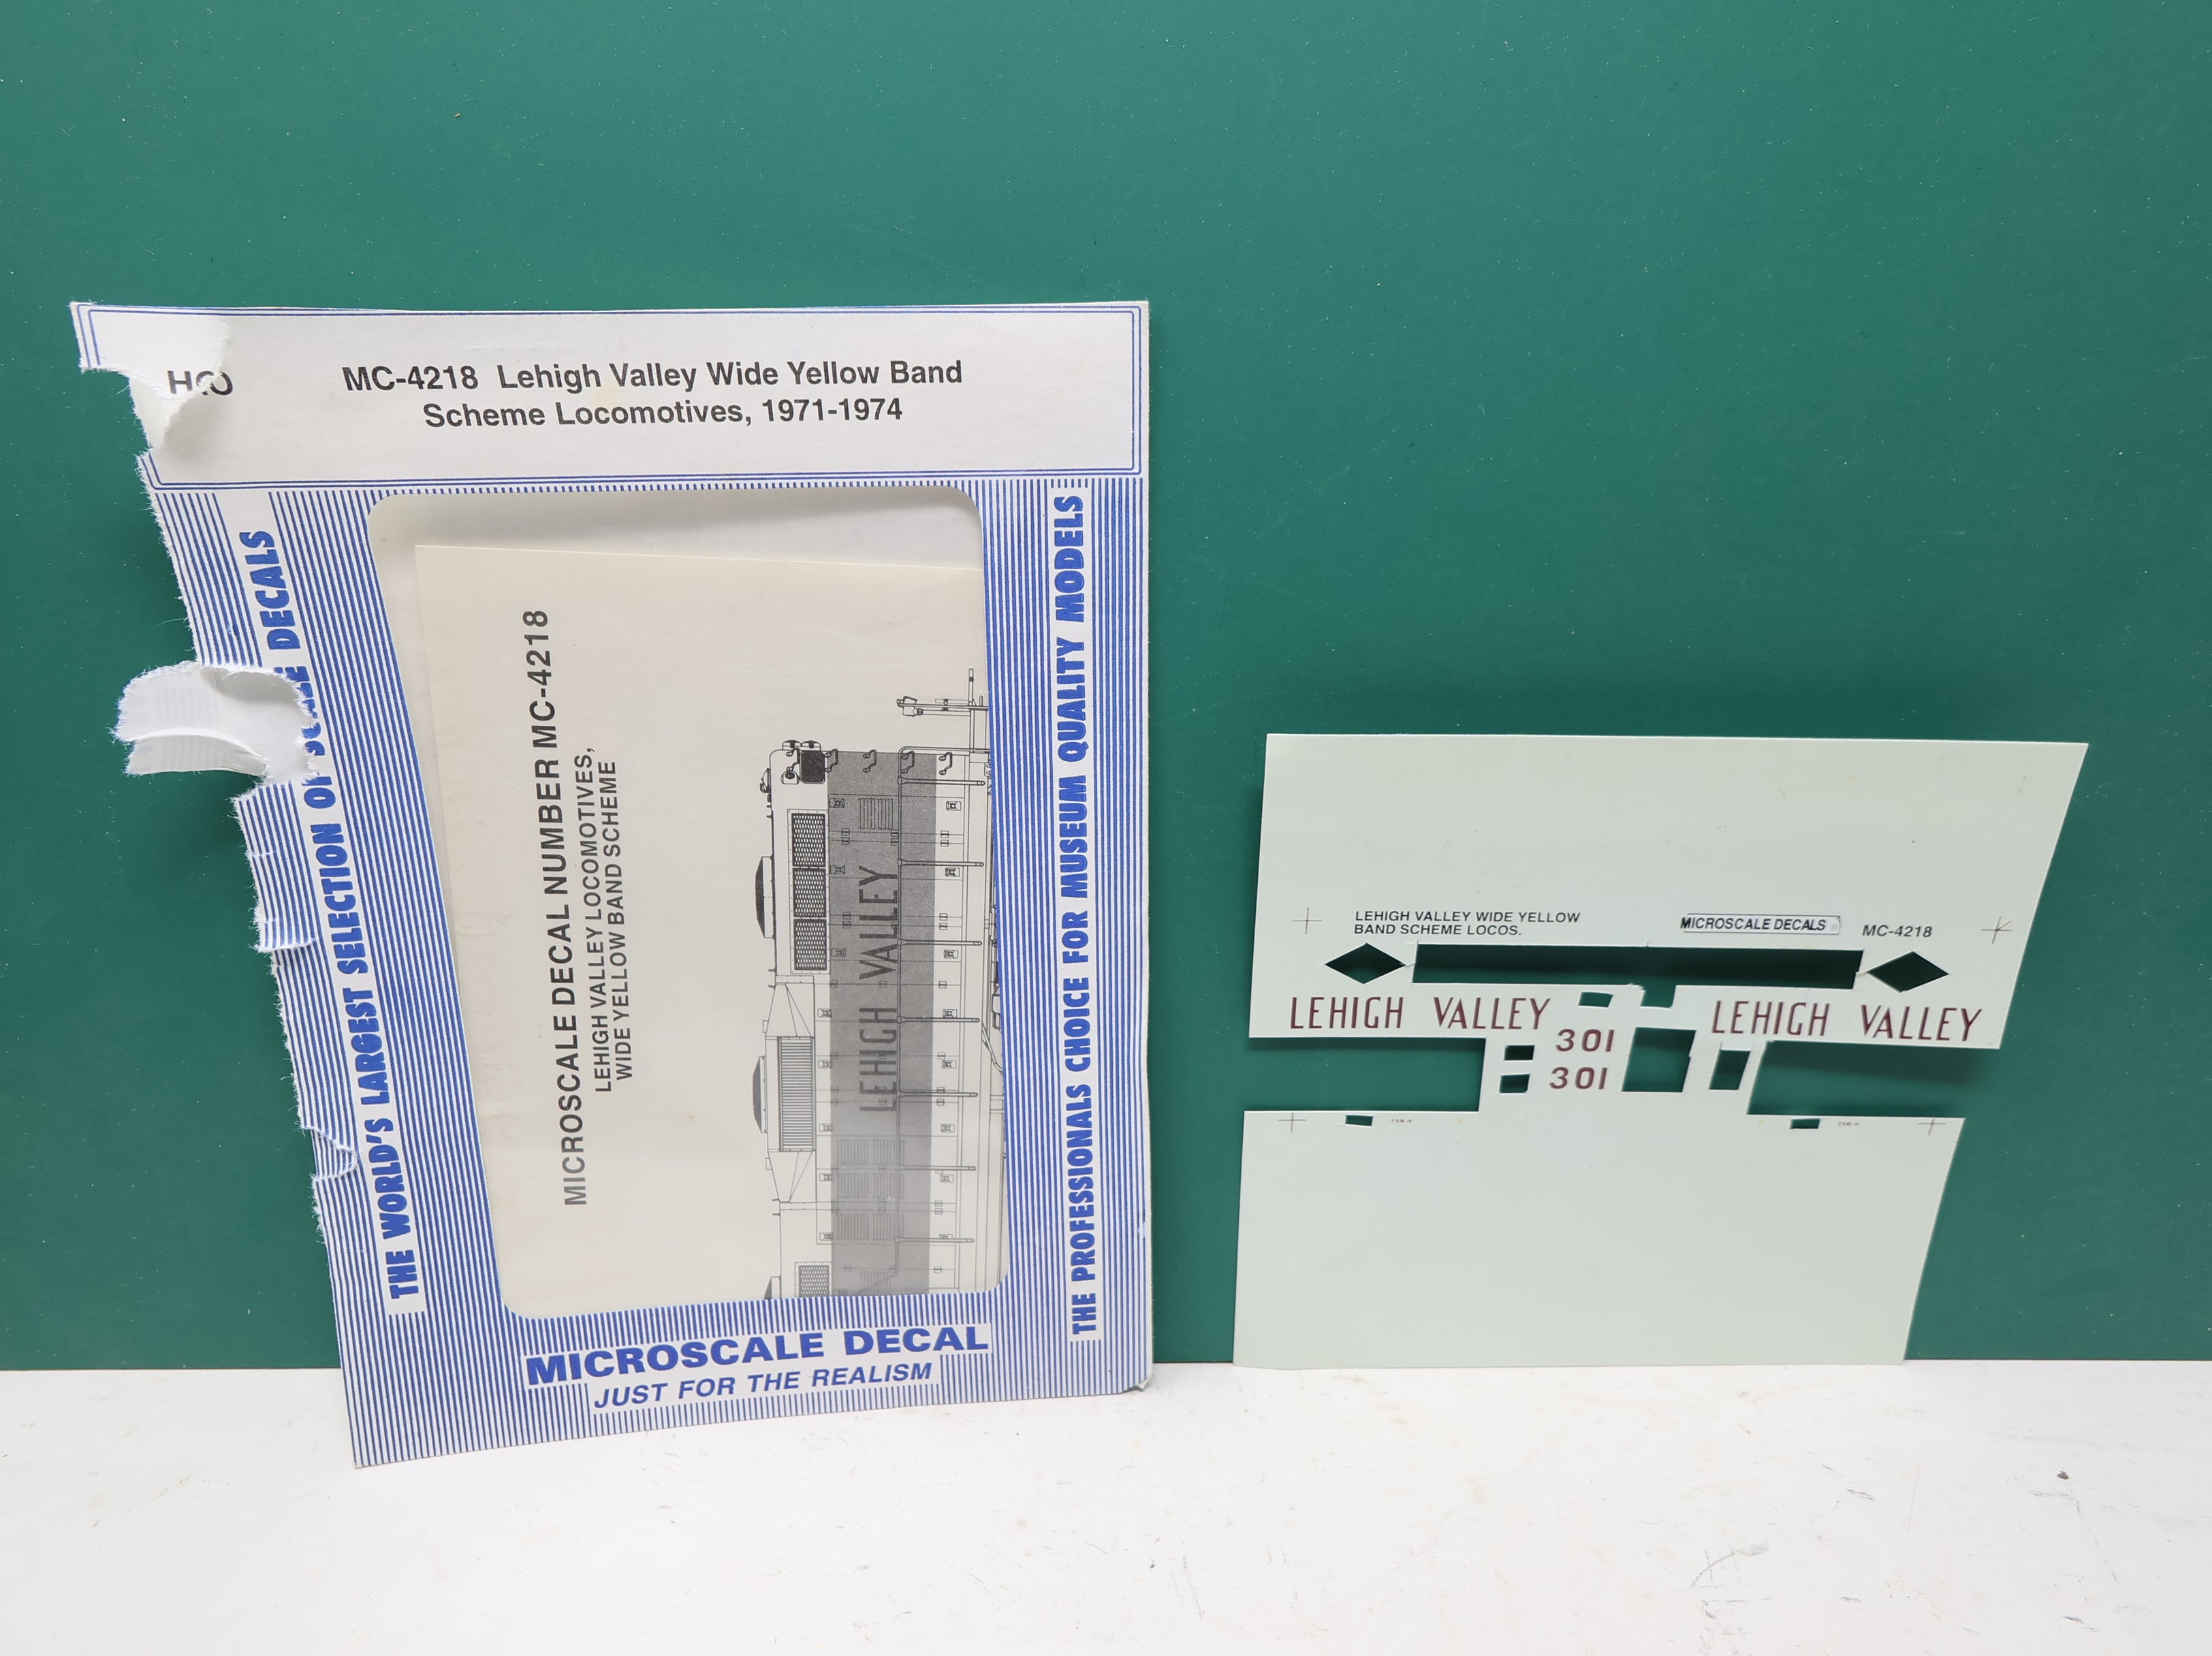 HO
MC-4218 Lehigh Valley Wide Yellow Band
Scheme Locomotives, 1971-1974
THE WORLD'S LARGEST SELECTION OF SCALE DECALS
MICROSCALE DECAL NUMBER MC-4218
LEHIGH VALLEY LOCOMOTIVES,
WIDE YELLOW BAND SCHEME
LEHIGH VALLEY
THE PROFESSIONALS CHOICE FOR MUSEUM QUALITY MODELS
MICROSCALE DECAL
JUST FOR THE REALISM
LEHIGH VALLEY WIDE YELLOW
BAND SCHEME LOCOS.
MICROSCALE DECALS
MC-4218
LEHIGH VALLEY
LEHIGH VALLEY
301
301